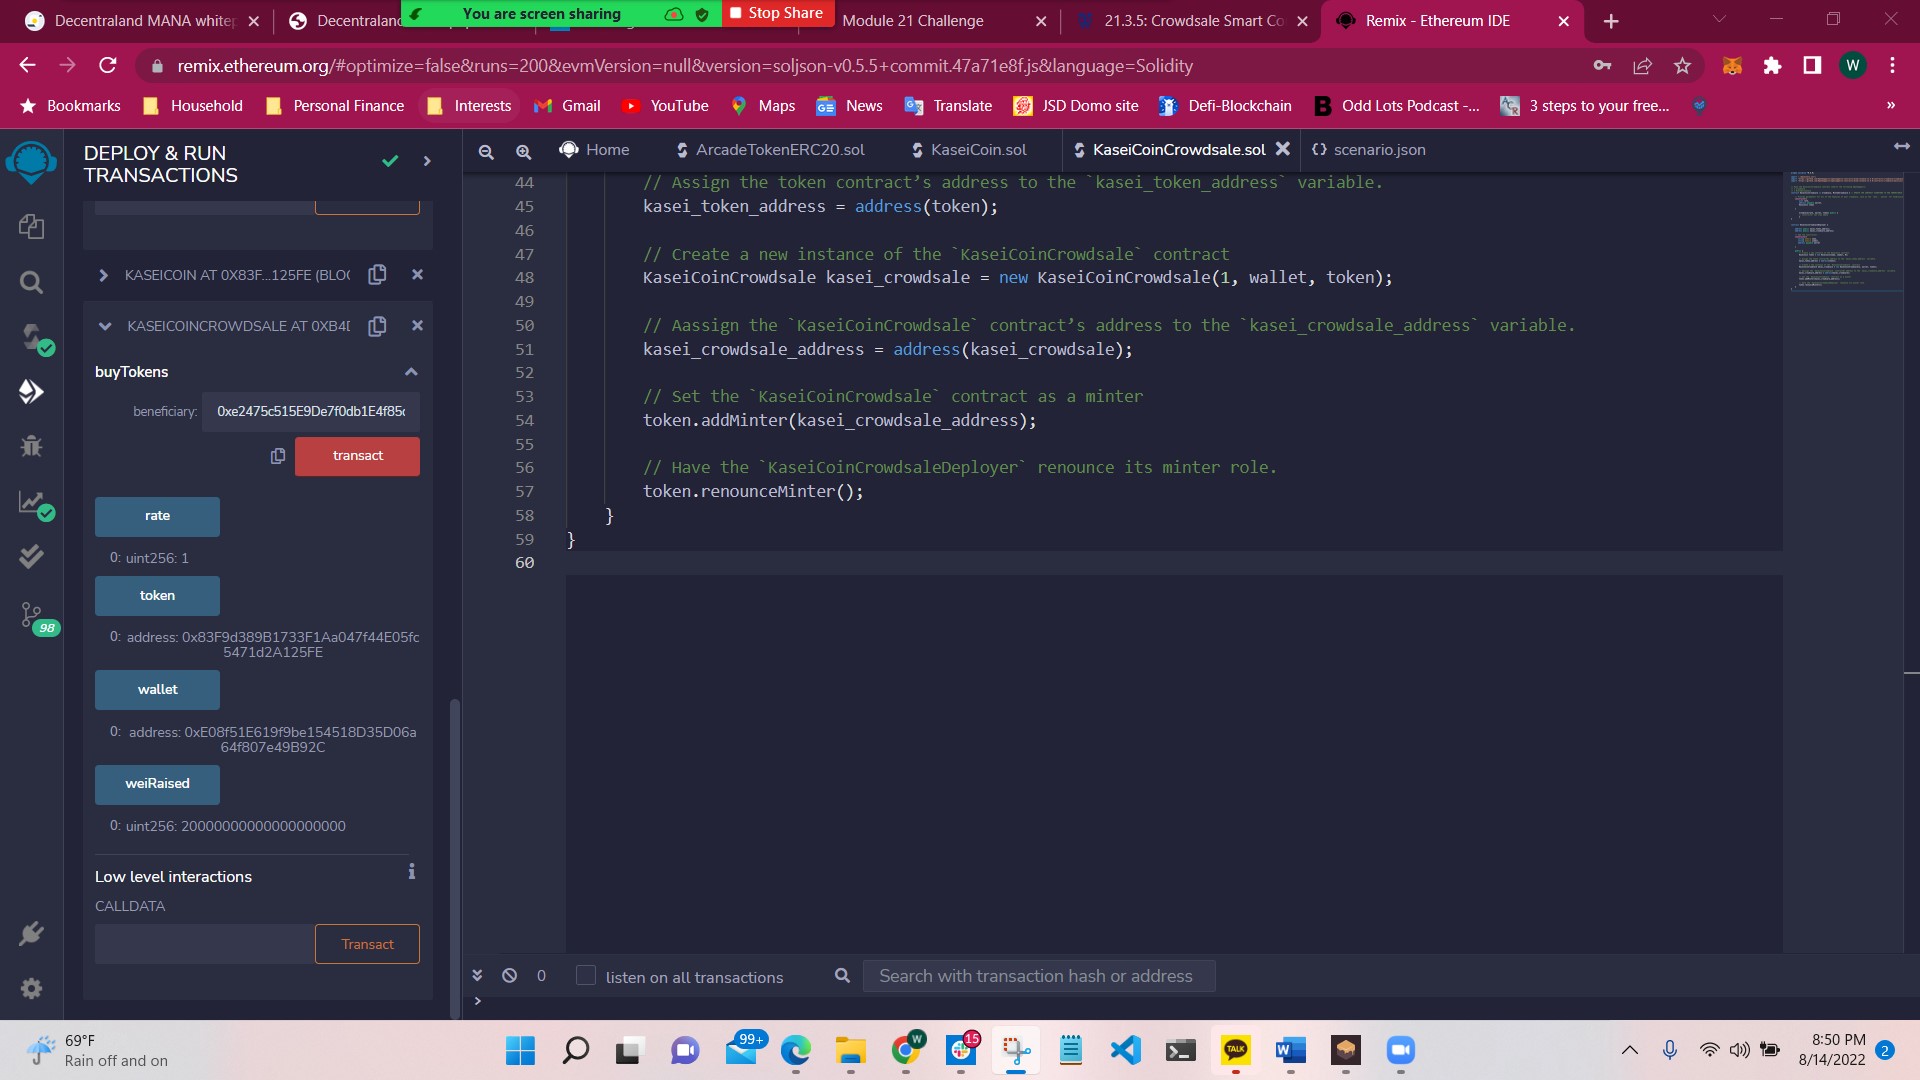 Decentraland MANA whitep
Decentraland
You are screen sharing
Stop Share
Module 21 Challenge
21.3.5: Crowdsale Smart Co
Remix - Ethereum IDE
remix.ethereum.org/#optimize=false&runs=200&evmVersion=null&version=soljson-v0.5.5+commit.47a71e8f.js&language=Solidity
W
Bookmarks
Household
Personal Finance
Interests
Gmail
YouTube
Maps
News
Translate
JSD Domo site
Defi-Blockchain
Odd Lots Podcast -...
3 steps to your free...
»
DEPLOY & RUN
TRANSACTIONS
Home
ArcadeTokenERC20.sol
KaseiCoin.sol
KaseiCoinCrowdsale.sol
scenario.json
KASEICOIN AT 0X83F...125FE (BLOC
KASEICOINCROWDSALE AT 0XB4D
buyTokens
beneficiary:
0xe2475c515E9De7f0db1E4f85c
transact
rate
0: uint256: 1
token
0: address: 0x83F9d389B1733F1Aa047f44E05fc
5471d2A125FE
wallet
0: address: 0xE08f51E619f9be154518D35D06a
64f807e49B92C
weiRaised
0: uint256: 20000000000000000000
Low level interactions
CALLDATA
Transact
98
44 // Assign the token contract’s address to the `kasei_token_address` variable.
45 kasei_token_address = address(token);
46
47 // Create a new instance of the `KaseiCoinCrowdsale` contract
48 KaseiCoinCrowdsale kasei_crowdsale = new KaseiCoinCrowdsale(1, wallet, token);
49
50 // Aassign the `KaseiCoinCrowdsale` contract’s address to the `kasei_crowdsale_address` variable.
51 kasei_crowdsale_address = address(kasei_crowdsale);
52
53 // Set the `KaseiCoinCrowdsale` contract as a minter
54 token.addMinter(kasei_crowdsale_address);
55
56 // Have the `KaseiCoinCrowdsaleDeployer` renounce its minter role.
57 token.renounceMinter();
58 }
59 }
60
0
listen on all transactions
Search with transaction hash or address
>
69°F
Rain off and on
99+
W
15
TALK
8:50 PM
8/14/2022
2